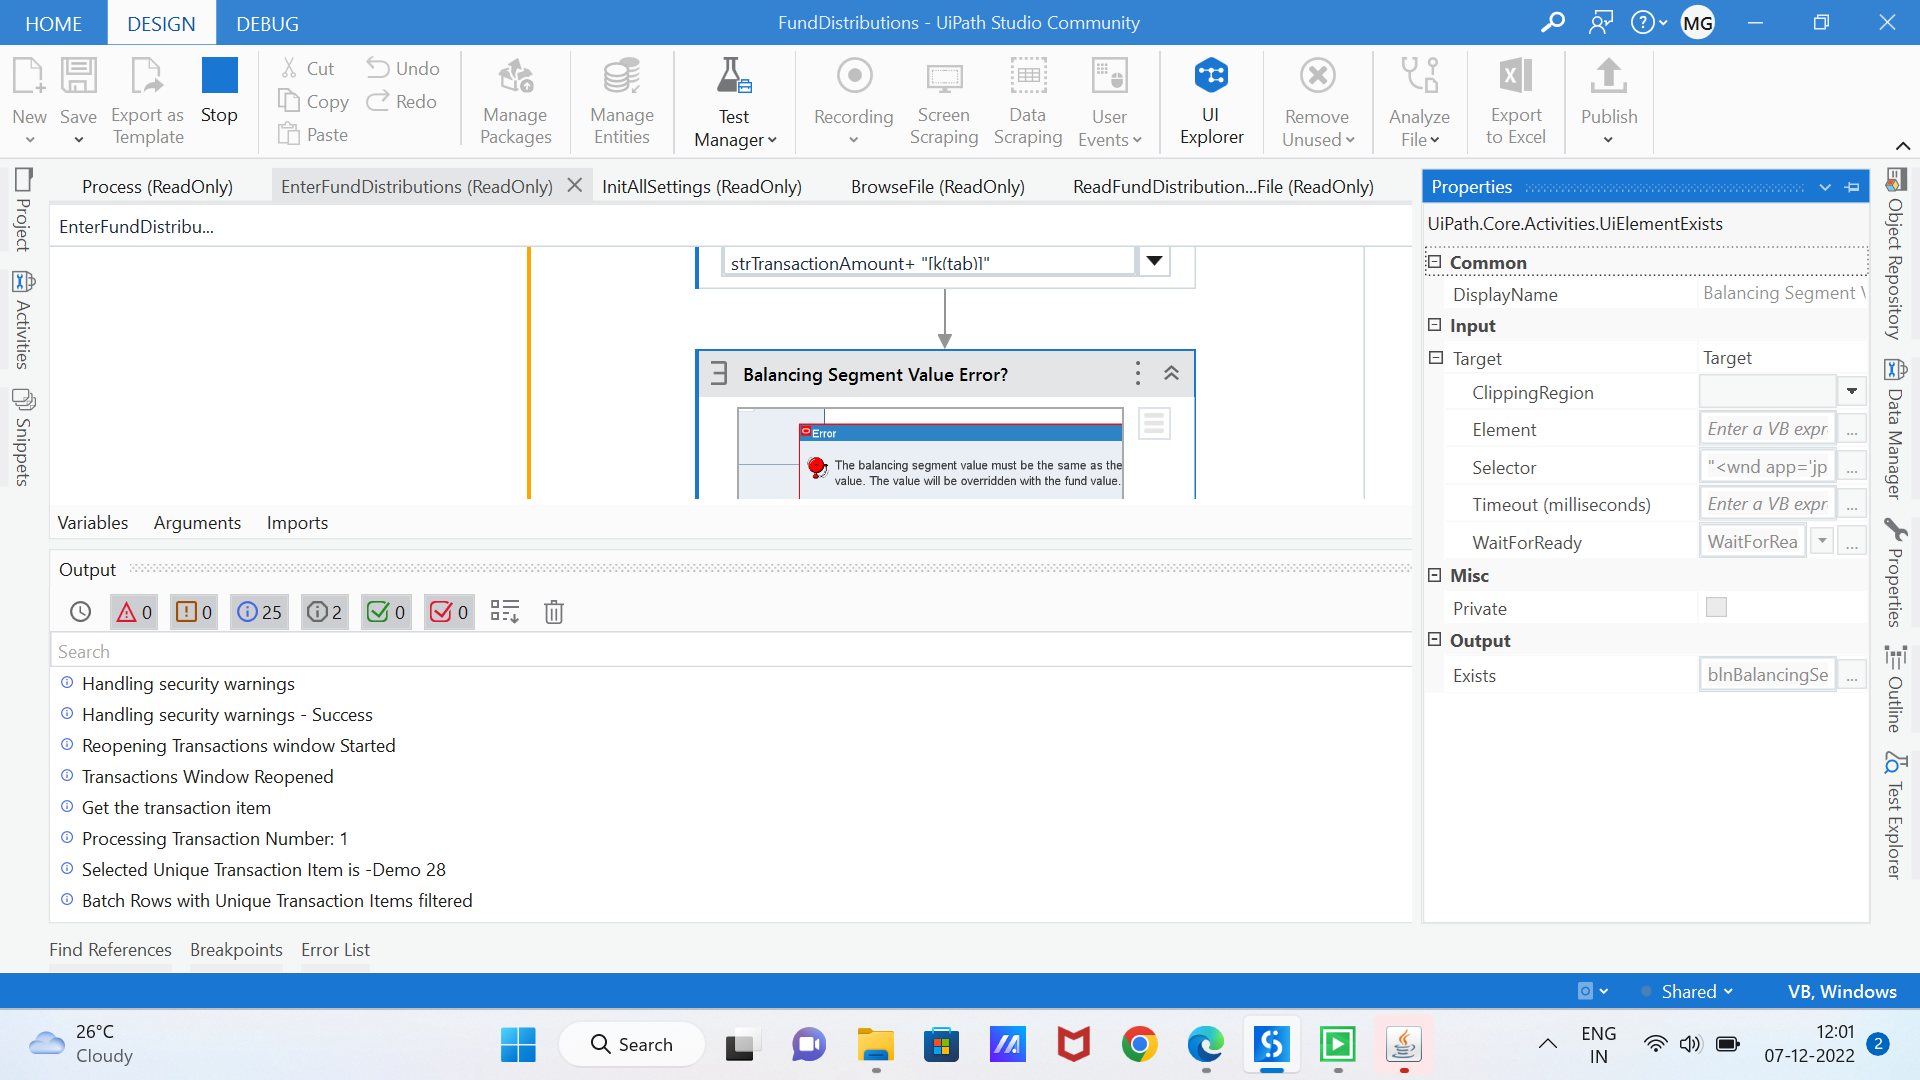 HOME DESIGN DEBUG FundDistributions - UiPath Studio Community MG
New Save Export as Template Stop
Cut Copy Paste Undo Redo
Manage Packages Manage Entities Test Manager
Recording Screen Scraping Data Scraping User Events UI Explorer
Remove Unused Analyze File Export to Excel Publish
Project
Activities
Snippets
Process (ReadOnly) EnterFundDistributions (ReadOnly) InitAllSettings (ReadOnly) BrowseFile (ReadOnly) ReadFundDistribution...File (ReadOnly)
EnterFundDistribu...
strTransactionAmount+ "[k(tab)]"
Balancing Segment Value Error?
Error
The balancing segment value must be the same as the
value. The value will be overridden with the fund value.
Variables Arguments Imports
Output
0 0 25 2 0 0
Search
Handling security warnings
Handling security warnings - Success
Reopening Transactions window Started
Transactions Window Reopened
Get the transaction item
Processing Transaction Number: 1
Selected Unique Transaction Item is -Demo 28
Batch Rows with Unique Transaction Items filtered
Find References Breakpoints Error List
Properties
UiPath.Core.Activities.UiElementExists
Common
DisplayName Balancing Segment V
Input
Target Target
ClippingRegion
Element Enter a VB expr ...
Selector "<wnd app='jp ...
Timeout (milliseconds) Enter a VB expr ...
WaitForReady WaitForRea ...
Misc
Private
Output
Exists blnBalancingSe ...
Object Repository
Data Manager
Properties
Outline
Test Explorer
Shared VB, Windows
26°C
Cloudy
Search
ENG
IN
12:01
07-12-2022
2